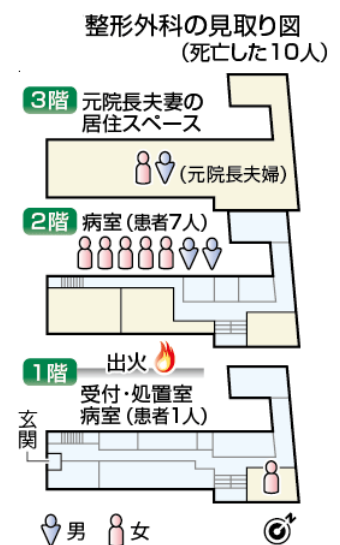 整形外科の見取り図
(死亡した10人)
3階 元院長夫妻の
居住スペース
(元院長夫婦)
2階 病室(患者7人)
出火
1階
受付・処置室
病室(患者1人)
玄関
男 女
N